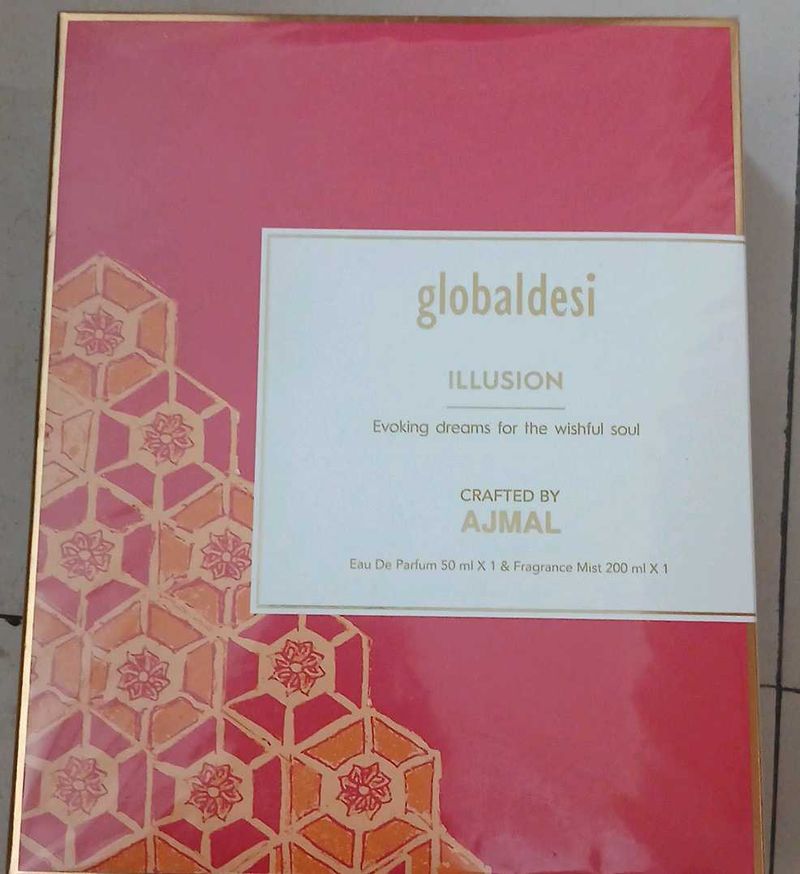 globaldesi
ILLUSION
Evoking dreams for the wishful soul
CRAFTED BY
AJMAL
Eau De Parfum 50 ml X 1 & Fragrance Mist 200 ml X 1